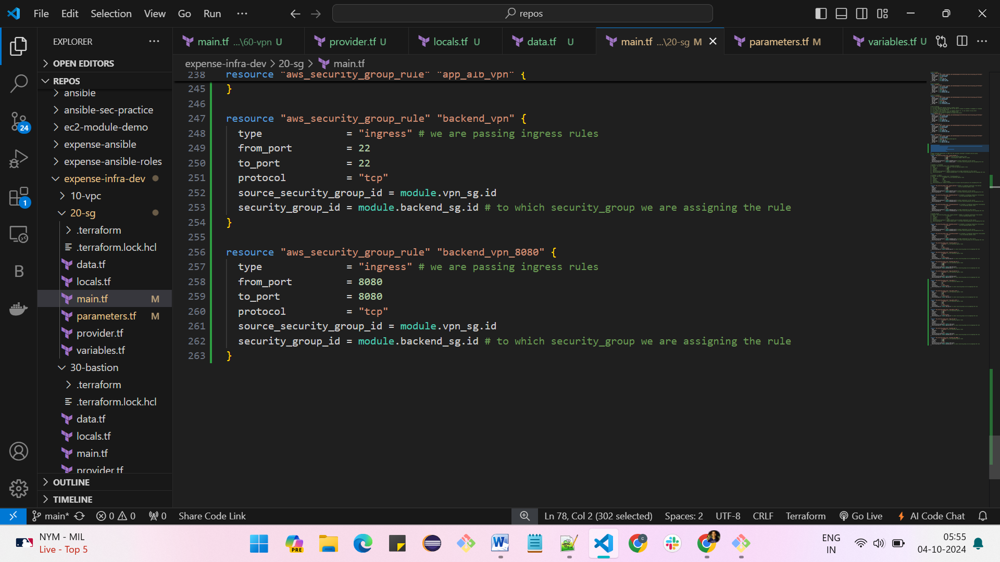 File Edit Selection View Go Run ···
repos
EXPLORER ···
OPEN EDITORS
REPOS
ansible
ansible-sec-practice
ec2-module-demo
expense-ansible
expense-ansible-roles
expense-infra-dev
10-vpc
20-sg
.terraform
.terraform.lock.hcl
data.tf
locals.tf
main.tf M
parameters.tf M
provider.tf
variables.tf
30-bastion
.terraform
.terraform.lock.hcl
data.tf
locals.tf
main.tf
provider.tf
OUTLINE
TIMELINE
24
1
B
main.tf ...\60-vpn U
provider.tf U
locals.tf U
data.tf U
main.tf ...\20-sg M
parameters.tf M
variables.tf U
expense-infra-dev > 20-sg > main.tf
238 resource "aws_security_group_rule" "app_alb_vpn" {
245 }
246
247 resource "aws_security_group_rule" "backend_vpn" {
248 type = "ingress" # we are passing ingress rules
249 from_port = 22
250 to_port = 22
251 protocol = "tcp"
252 source_security_group_id = module.vpn_sg.id
253 security_group_id = module.backend_sg.id # to which security_group we are assigning the rule
254 }
255
256 resource "aws_security_group_rule" "backend_vpn_8080" {
257 type = "ingress" # we are passing ingress rules
258 from_port = 8080
259 to_port = 8080
260 protocol = "tcp"
261 source_security_group_id = module.vpn_sg.id
262 security_group_id = module.backend_sg.id # to which security_group we are assigning the rule
263 }
main* 0 0 0 Share Code Link Ln 78, Col 2 (302 selected) Spaces: 2 UTF-8 CRLF Terraform Go Live AI Code Chat
NYM - MIL
Live - Top 5
PRE
ENG
IN
05:55
04-10-2024